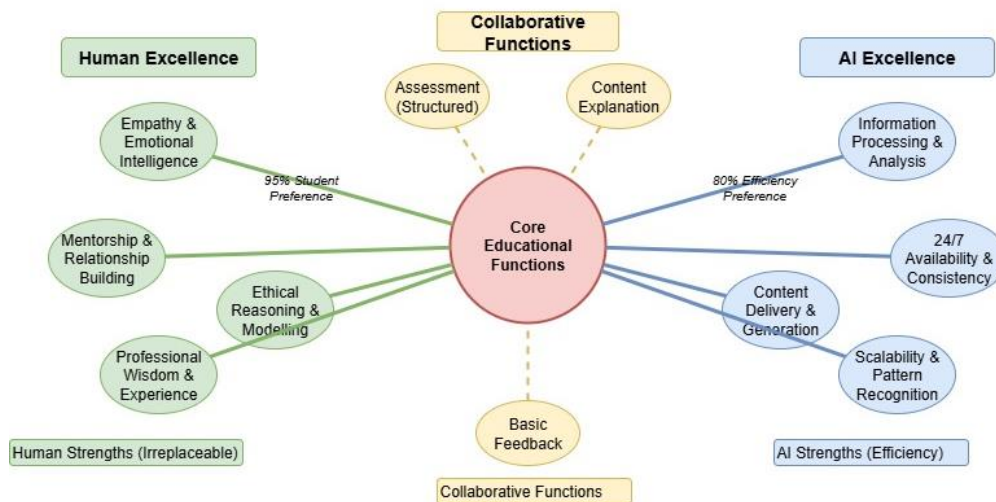 Collaborative
Functions
Human Excellence
AI Excellence
Assessment
(Structured)
Content
Explanation
Empathy &
Emotional
Intelligence
Information
Processing &
Analysis
95% Student
Preference
80% Efficiency
Preference
Core
Educational
Functions
Mentorship &
Relationship
Building
24/7
Availability &
Consistency
Ethical
Reasoning &
Modelling
Content
Delivery &
Generation
Professional
Wisdom &
Experience
Scalability &
Pattern
Recognition
Basic
Feedback
Human Strengths (Irreplaceable)
AI Strengths (Efficiency)
Collaborative Functions